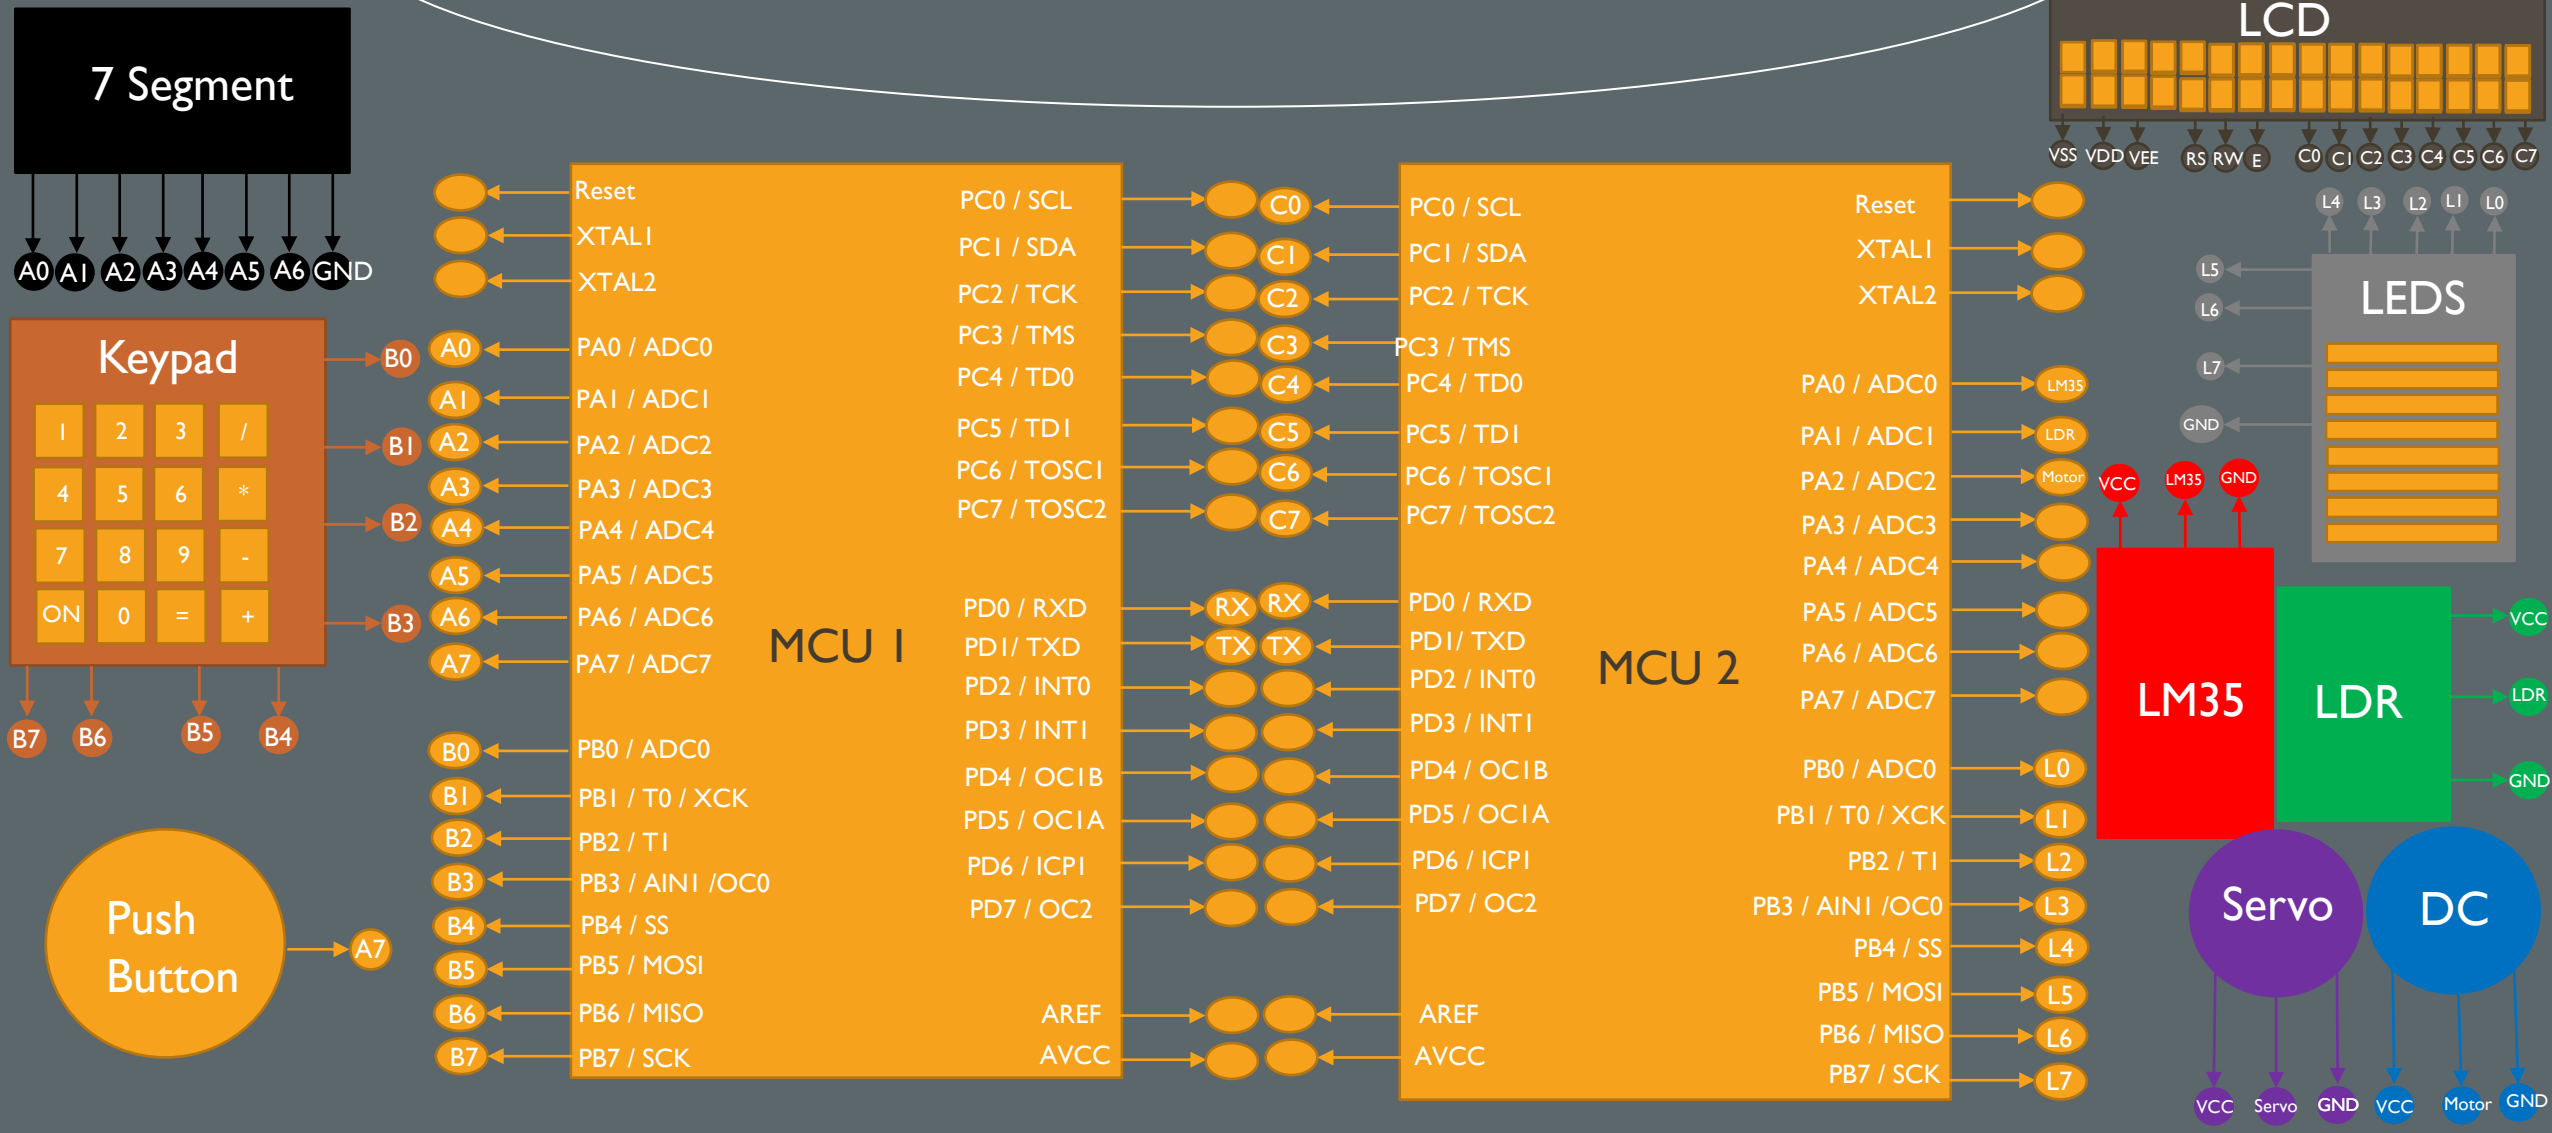 7 Segment
A0 A1 A2 A3 A4 A5 A6 GND
Keypad
1 2 3 /
4 5 6 *
7 8 9 -
ON 0 = +
B0
B1
B2
B3
B7 B6 B5 B4
Push
Button
A7
MCU 1
Reset
XTAL1
XTAL2
A0 PA0 / ADC0
A1 PA1 / ADC1
A2 PA2 / ADC2
A3 PA3 / ADC3
A4 PA4 / ADC4
A5 PA5 / ADC5
A6 PA6 / ADC6
A7 PA7 / ADC7
B0 PB0 / ADC0
B1 PB1 / T0 / XCK
B2 PB2 / T1
B3 PB3 / AIN1 /OC0
B4 PB4 / SS
B5 PB5 / MOSI
B6 PB6 / MISO
B7 PB7 / SCK
PC0 / SCL
PC1 / SDA
PC2 / TCK
PC3 / TMS
PC4 / TD0
PC5 / TD1
PC6 / TOSC1
PC7 / TOSC2
PD0 / RXD RX
PD1/ TXD TX
PD2 / INT0
PD3 / INT1
PD4 / OC1B
PD5 / OC1A
PD6 / ICP1
PD7 / OC2
AREF
AVCC
MCU 2
C0 PC0 / SCL
C1 PC1 / SDA
C2 PC2 / TCK
C3 PC3 / TMS
C4 PC4 / TD0
C5 PC5 / TD1
C6 PC6 / TOSC1
C7 PC7 / TOSC2
RX PD0 / RXD
TX PD1/ TXD
PD2 / INT0
PD3 / INT1
PD4 / OC1B
PD5 / OC1A
PD6 / ICP1
PD7 / OC2
AREF
AVCC
Reset
XTAL1
XTAL2
PA0 / ADC0 LM35
PA1 / ADC1 LDR
PA2 / ADC2 Motor
PA3 / ADC3
PA4 / ADC4
PA5 / ADC5
PA6 / ADC6
PA7 / ADC7
PB0 / ADC0 L0
PB1 / T0 / XCK L1
PB2 / T1 L2
PB3 / AIN1 /OC0 L3
PB4 / SS L4
PB5 / MOSI L5
PB6 / MISO L6
PB7 / SCK L7
LCD
VSS VDD VEE RS RW E C0 C1 C2 C3 C4 C5 C6 C7
L4 L3 L2 L1 L0
L5
L6
L7
GND
LEDS
VCC LM35 GND
LM35
LDR
VCC
LDR
GND
Servo
VCC Servo GND
DC
VCC Motor GND